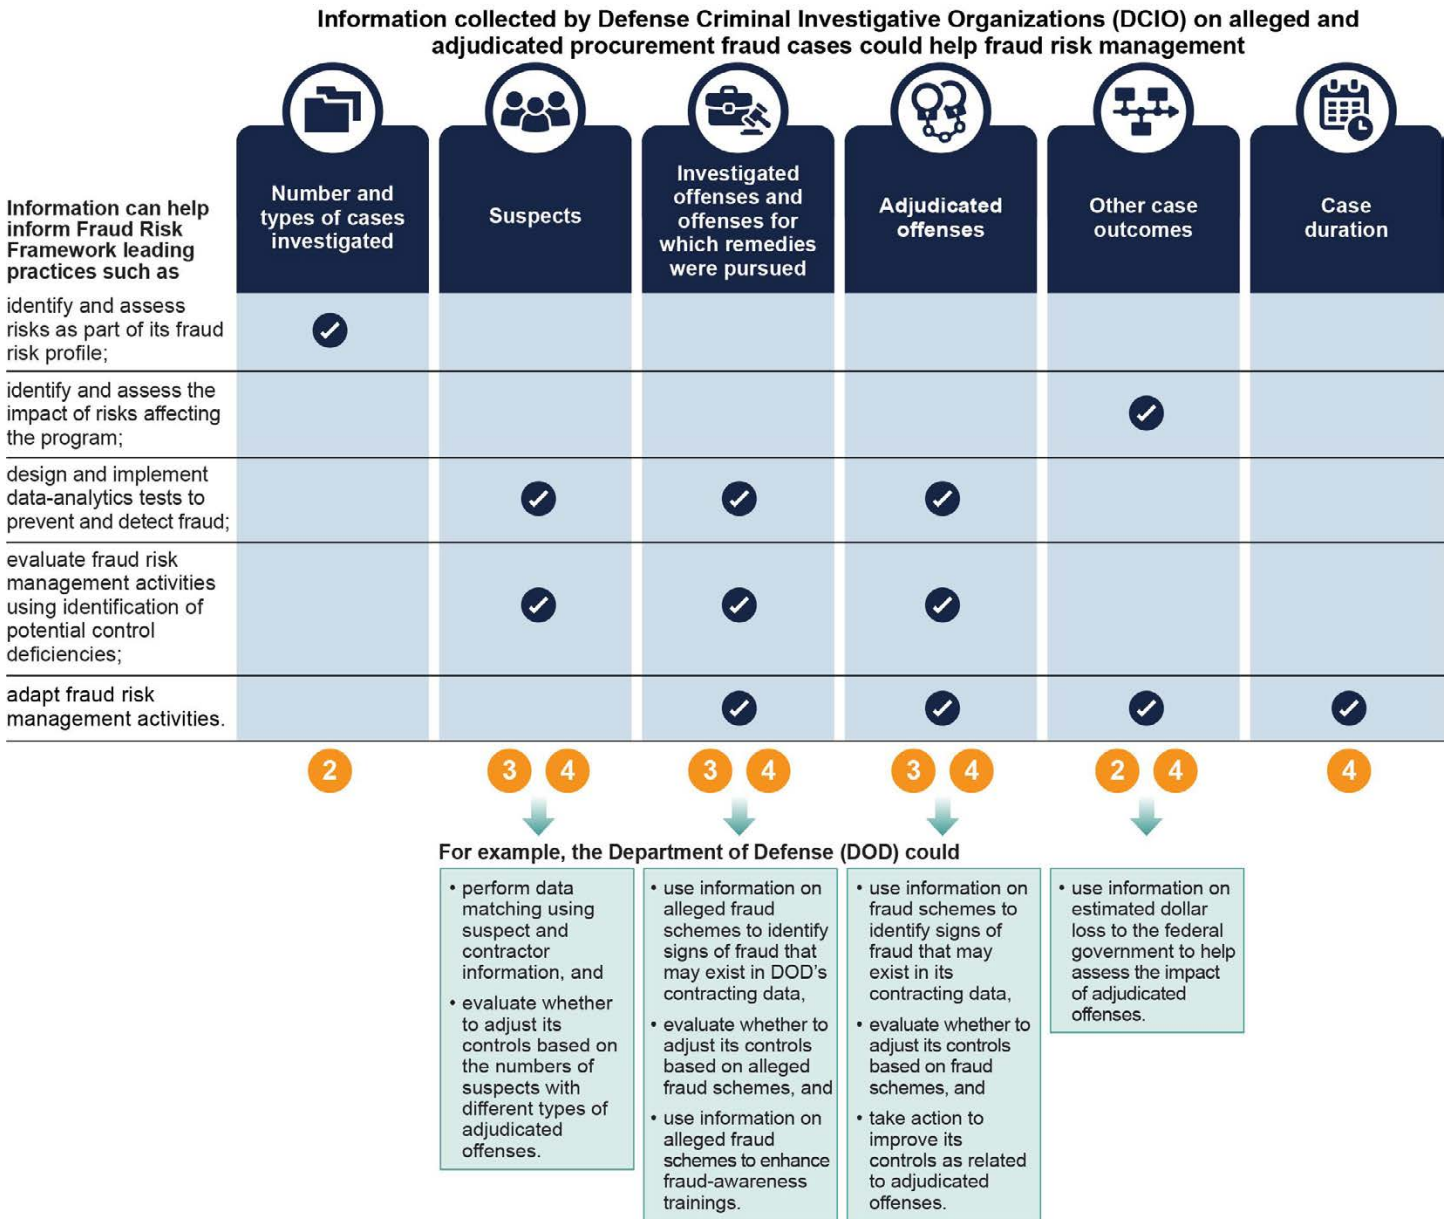 Information collected by Defense Criminal Investigative Organizations (DCIO) on alleged and
adjudicated procurement fraud cases could help fraud risk management
Information can help
inform Fraud Risk
Framework leading
practices such as
Number and
types of cases
investigated
Suspects
Investigated
offenses and
offenses for
which remedies
were pursued
Adjudicated
offenses
Other case
outcomes
Case
duration
identify and assess
risks as part of its fraud
risk profile;
identify and assess the
impact of risks affecting
the program;
design and implement
data-analytics tests to
prevent and detect fraud;
evaluate fraud risk
management activities
using identification of
potential control
deficiencies;
adapt fraud risk
management activities.
2
3 4
3 4
3 4
2 4
4
For example, the Department of Defense (DOD) could
• perform data
matching using
suspect and
contractor
information, and
• evaluate whether
to adjust its
controls based on
the numbers of
suspects with
different types of
adjudicated
offenses.
• use information on
alleged fraud
schemes to identify
signs of fraud that
may exist in DOD's
contracting data,
• evaluate whether to
adjust its controls
based on alleged
fraud schemes, and
• use information on
alleged fraud
schemes to enhance
fraud-awareness
trainings.
• use information on
fraud schemes to
identify signs of
fraud that may
exist in its
contracting data,
• evaluate whether to
adjust its controls
based on fraud
schemes, and
• take action to
improve its
controls as related
to adjudicated
offenses.
• use information on
estimated dollar
loss to the federal
government to help
assess the impact
of adjudicated
offenses.